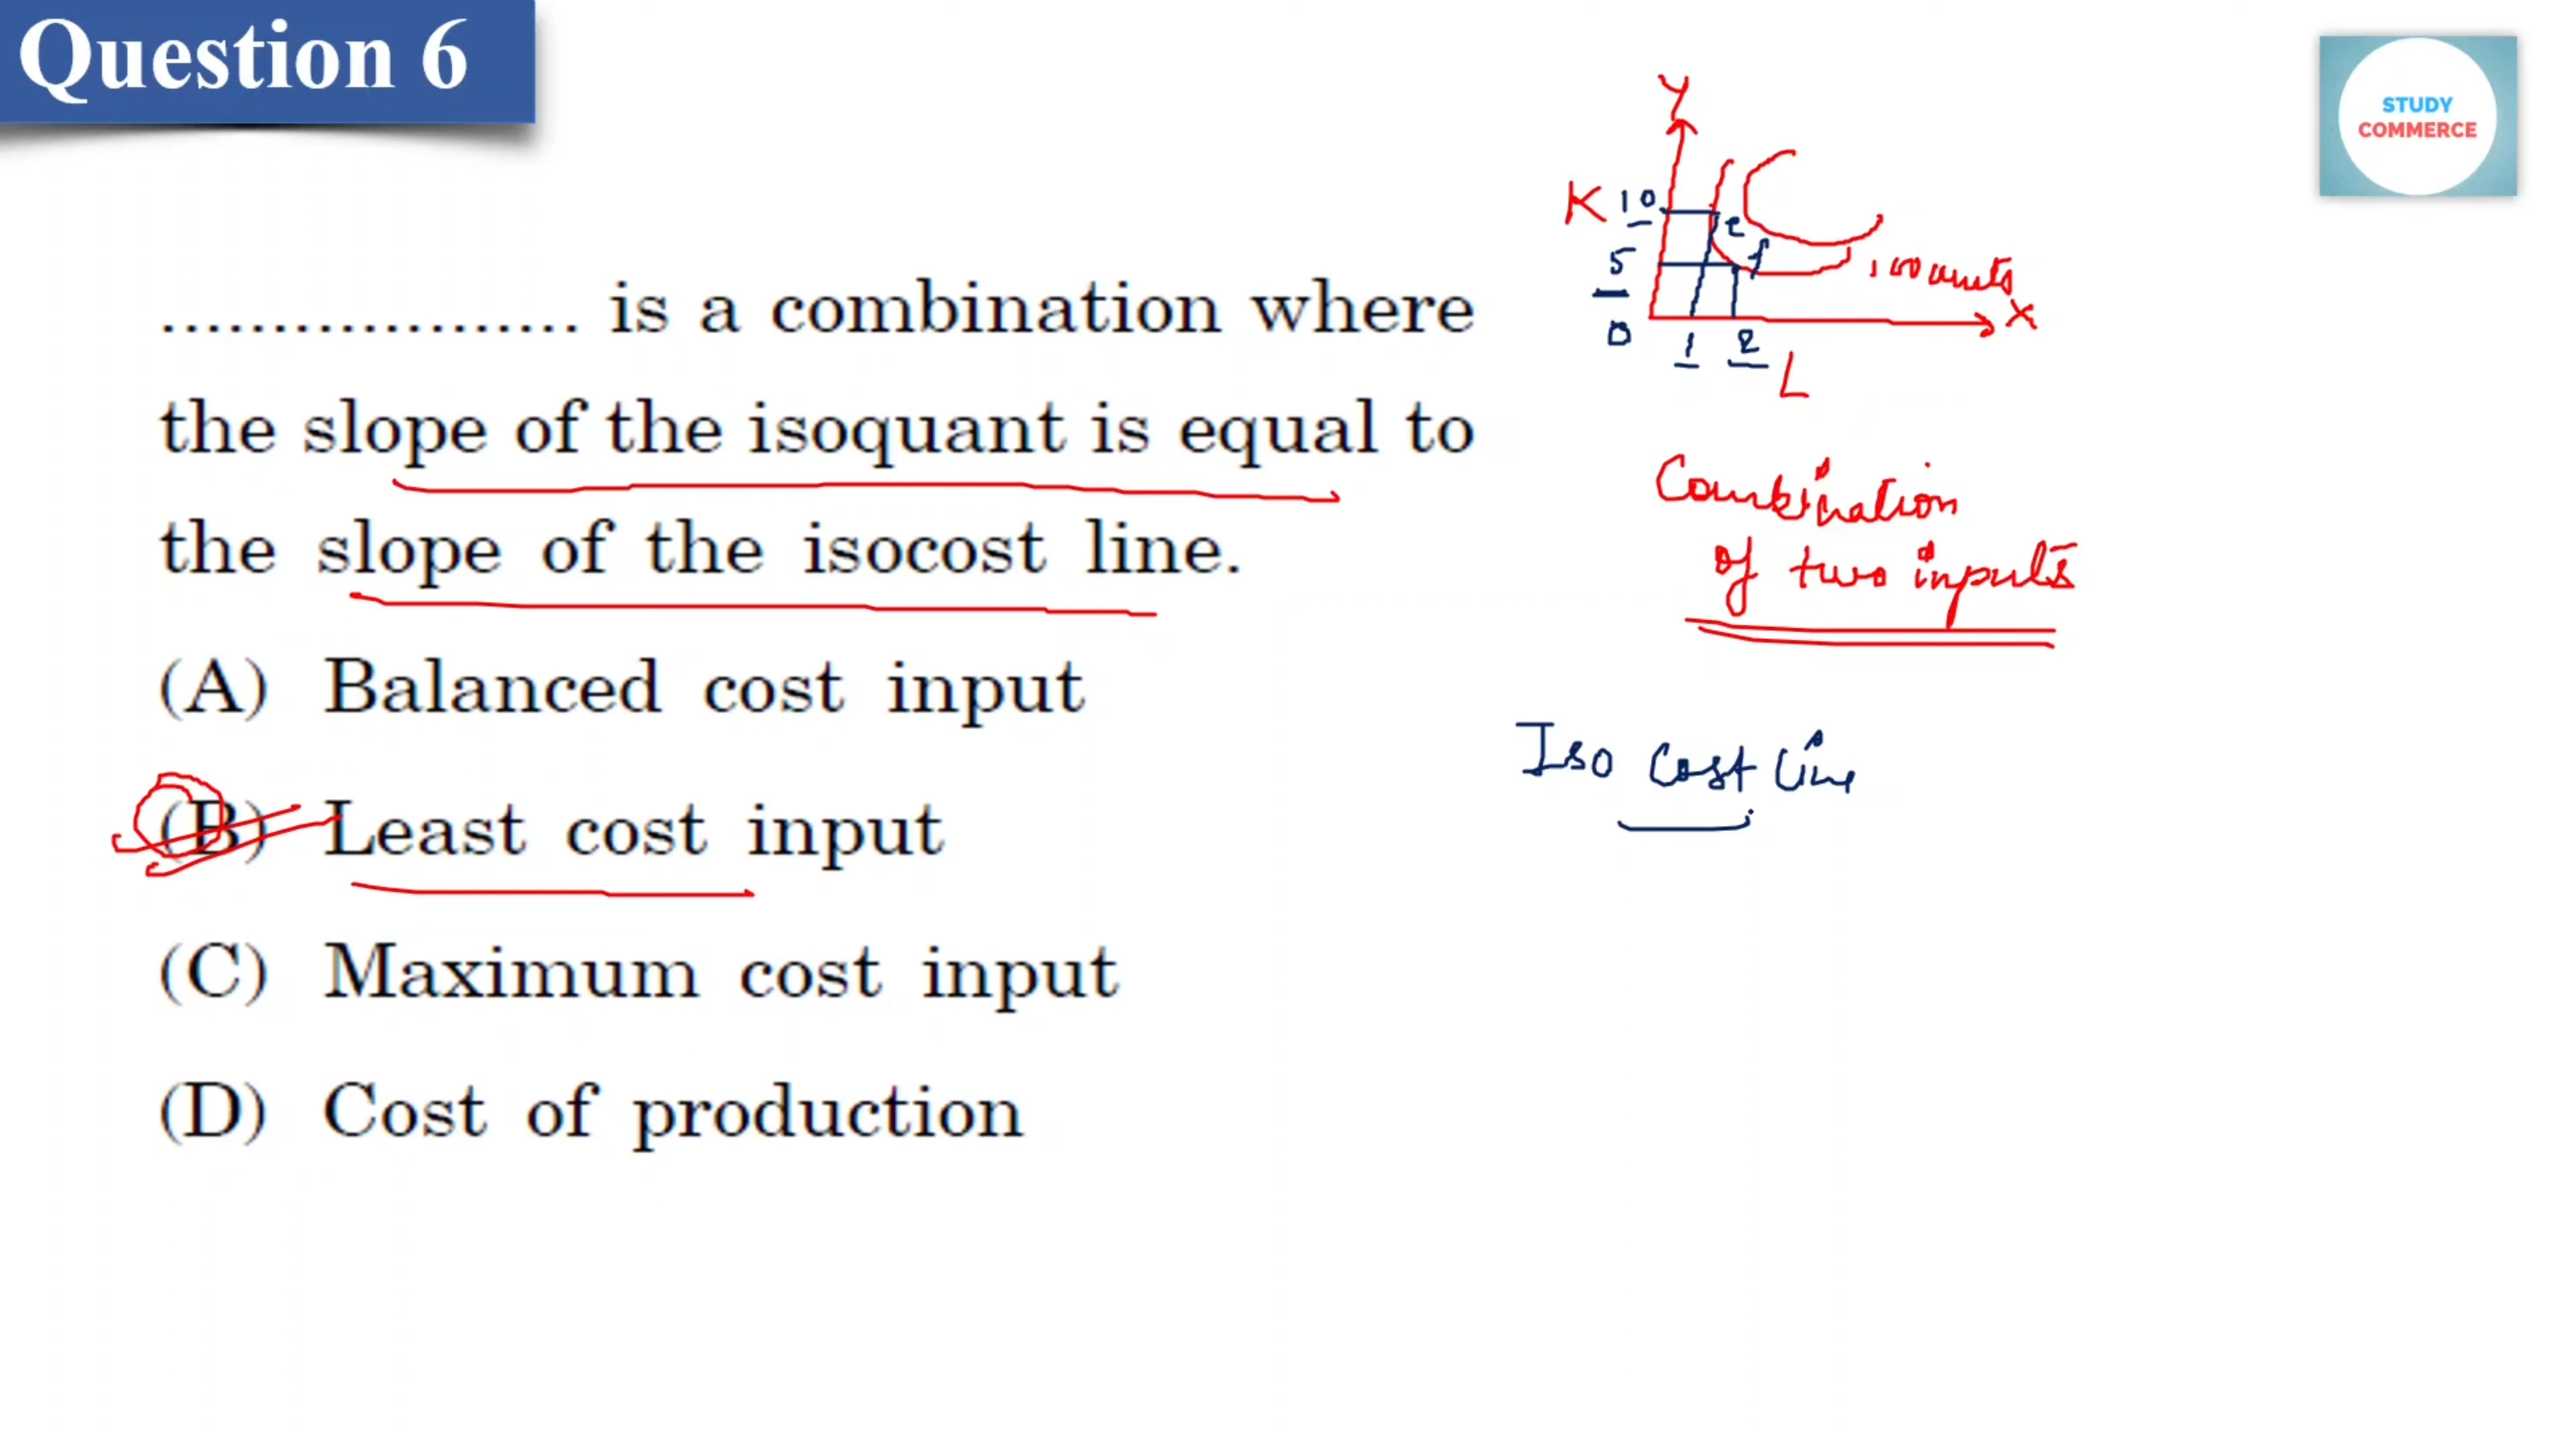 Question 6
STUDY
COMMERCE
.................. is a combination where
the slope of the isoquant is equal to
the slope of the isocost line.
(A) Balanced cost input
(B) Least cost input
(C) Maximum cost input
(D) Cost of production
Y
K 10
e
5
f
100 units
X
0
1 2
L
Combination
of two inputs
Iso Cost Line